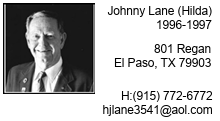 Johnny Lane (Hilda)
1996-1997
801 Regan
El Paso, TX 79903
H:(915) 772-6772
hjlane3541@aol.com